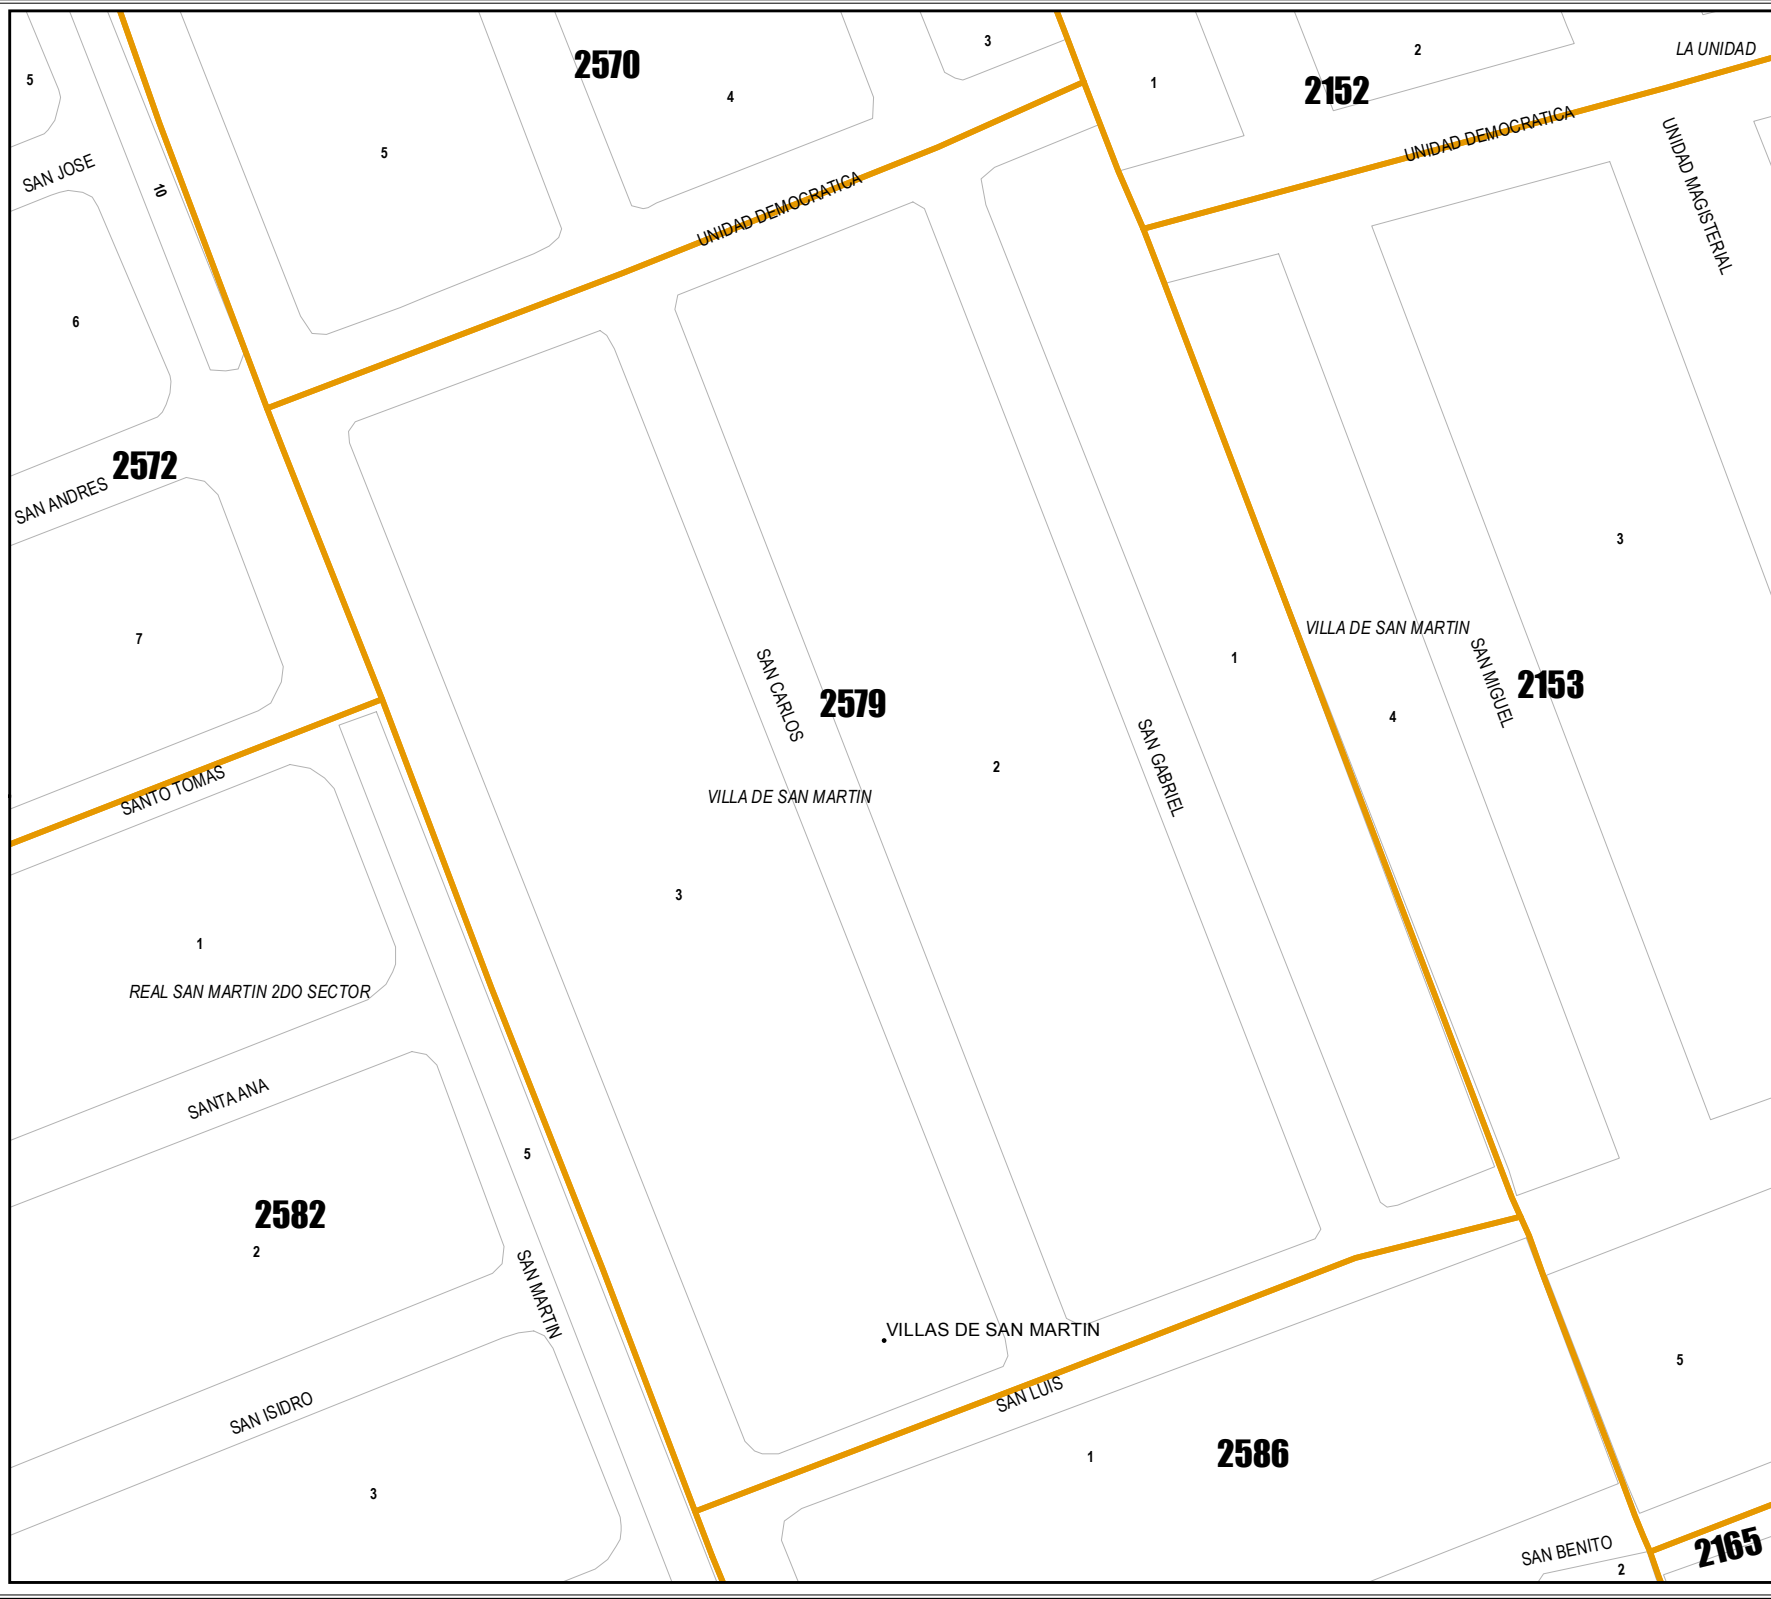 3
2
LA UNIDAD
2570
5
1
2152
4
UNIDAD DEMOCRATICA
UNIDAD MAGISTERIAL
5
SAN JOSE
10
UNIDAD DEMOCRATICA
6
2572
SAN ANDRES
3
7
VILLA DE SAN MARTIN
1
SAN MIGUEL
2153
SAN CARLOS
2579
4
SAN GABRIEL
2
SANTO TOMAS
VILLA DE SAN MARTIN
3
1
REAL SAN MARTIN 2DO SECTOR
SANTA ANA
5
2582
2
SAN MARTIN
VILLAS DE SAN MARTIN
5
SAN LUIS
SAN ISIDRO
2586
1
3
SAN BENITO
2165
2